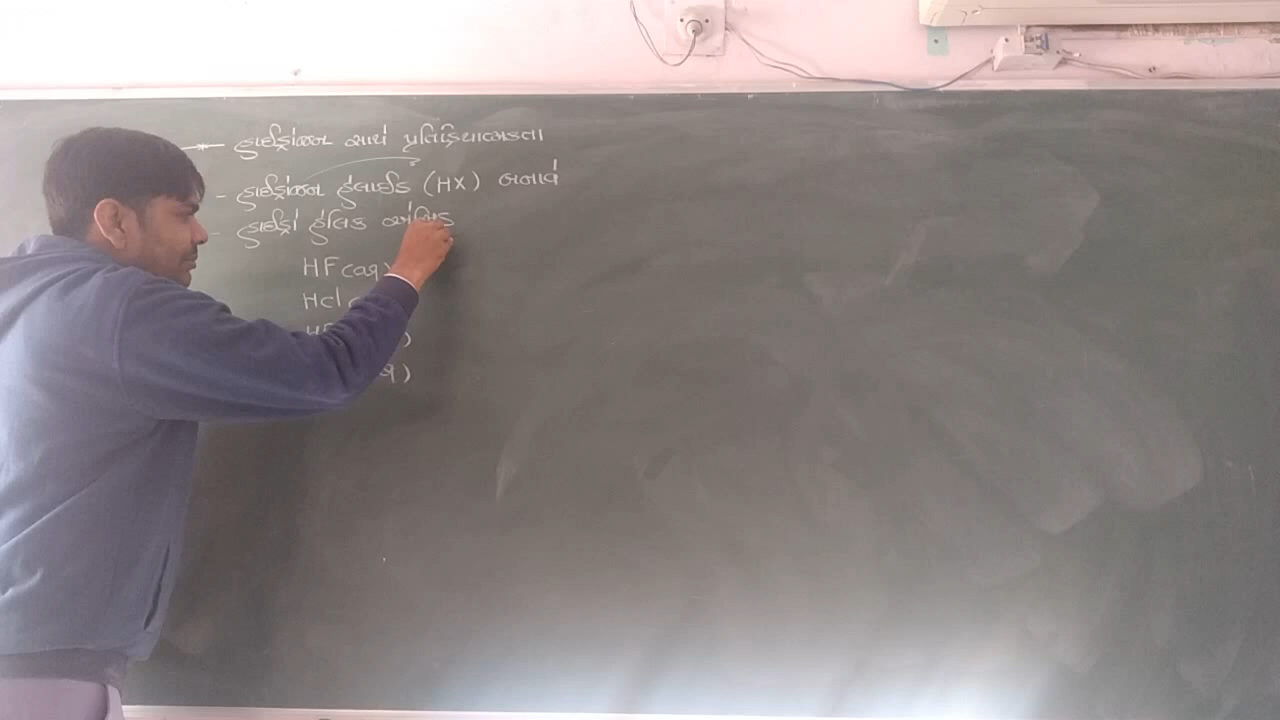 હાઈડ્રોજન સાથે પ્રતિક્રિયાત્મકતા
- હાઈડ્રોજન હેલાઈડ (HX) બનાવે
- હાઈડ્રો હેલિક એસિડ
HF(aq)
Hcl